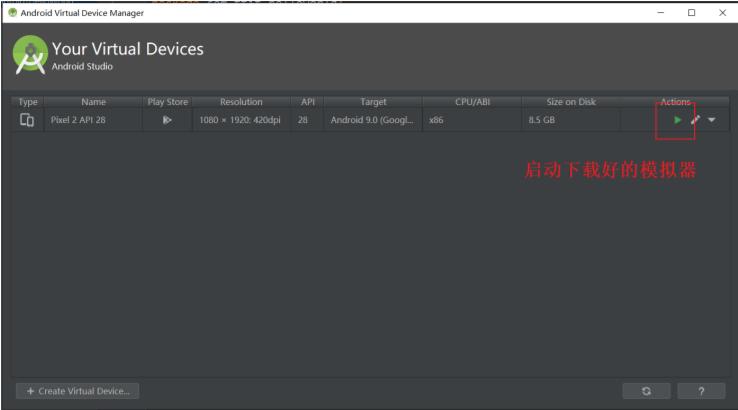 Android Virtual Device Manager
Your Virtual Devices
Android Studio
Type Name Play Store Resolution API Target CPU/ABI Size on Disk Actions
Pixel 2 API 28 1080 × 1920: 420dpi 28 Android 9.0 (Googl... x86 8.5 GB
启动下载好的模拟器
+ Create Virtual Device...
?